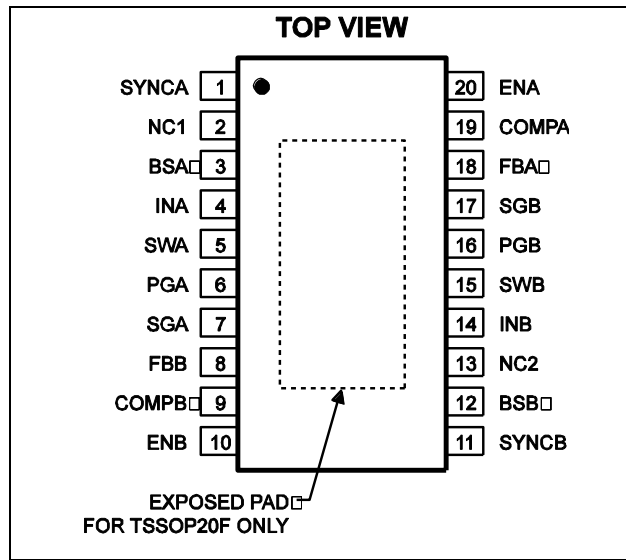 TOP VIEW
SYNCA 1 20 ENA
NC1 2 19 COMPA
BSA□ 3 18 FBA□
INA 4 17 SGB
SWA 5 16 PGB
PGA 6 15 SWB
SGA 7 14 INB
FBB 8 13 NC2
COMPB□ 9 12 BSB□
ENB 10 11 SYNCB
EXPOSED PAD□
FOR TSSOP20F ONLY